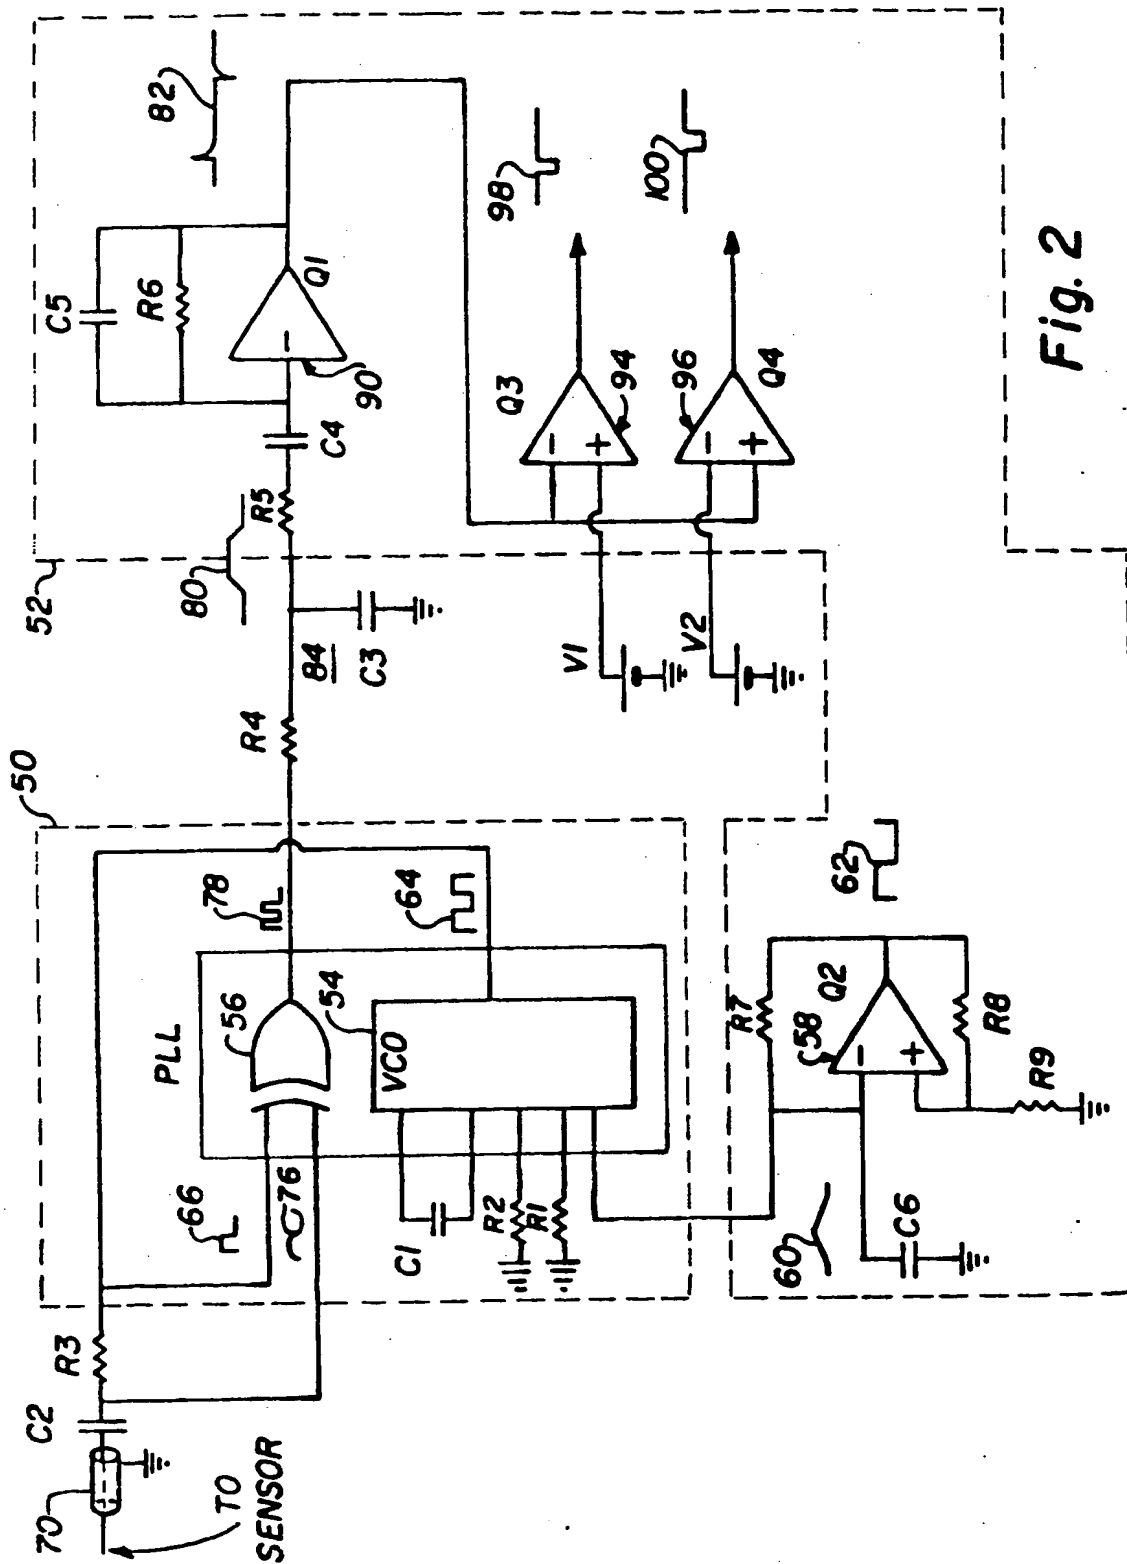 50
52
70
C2
R3
TO
SENSOR
66
76
PLL
56
78
VCO
54
64
C1
R2
R1
R4
84
C3
80
R5
C4
90
Q1
C5
R6
82
V1
V2
Q3
94
96
Q4
98
100
60
C6
R7
58
Q2
R8
R9
62
-
-
+
-
+
-
+
Fig. 2